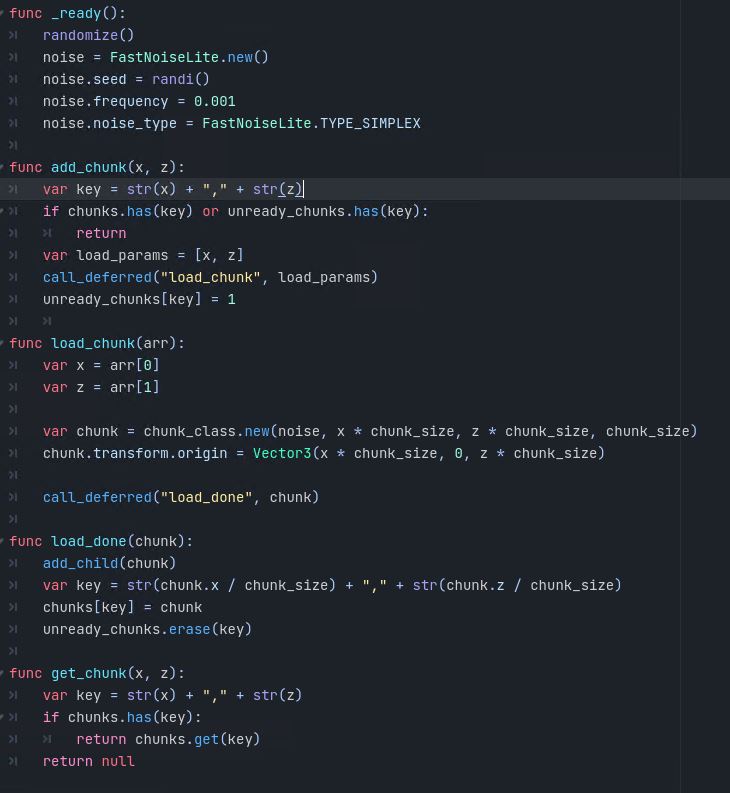 func _ready():
	randomize()
	noise = FastNoiseLite.new()
	noise.seed = randi()
	noise.frequency = 0.001
	noise.noise_type = FastNoiseLite.TYPE_SIMPLEX

func add_chunk(x, z):
	var key = str(x) + "," + str(z)
	if chunks.has(key) or unready_chunks.has(key):
		return
	var load_params = [x, z]
	call_deferred("load_chunk", load_params)
	unready_chunks[key] = 1

func load_chunk(arr):
	var x = arr[0]
	var z = arr[1]

	var chunk = chunk_class.new(noise, x * chunk_size, z * chunk_size, chunk_size)
	chunk.transform.origin = Vector3(x * chunk_size, 0, z * chunk_size)

	call_deferred("load_done", chunk)

func load_done(chunk):
	add_child(chunk)
	var key = str(chunk.x / chunk_size) + "," + str(chunk.z / chunk_size)
	chunks[key] = chunk
	unready_chunks.erase(key)

func get_chunk(x, z):
	var key = str(x) + "," + str(z)
	if chunks.has(key):
		return chunks.get(key)
	return null